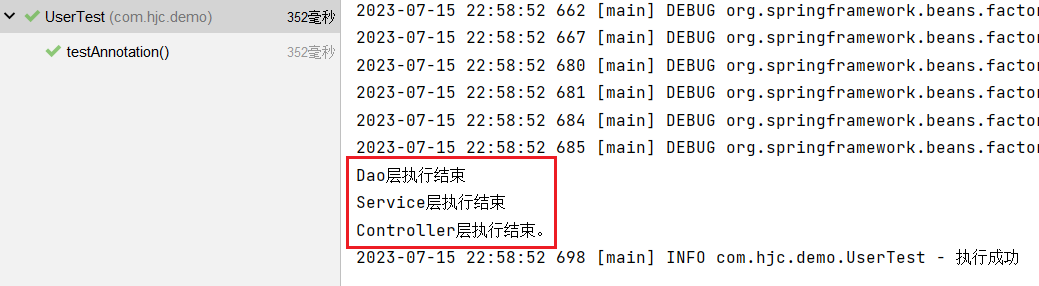 UserTest (com.hjc.demo) 352毫秒
testAnnotation() 352毫秒
2023-07-15 22:58:52 662 [main] DEBUG org.springframework.beans.factor
2023-07-15 22:58:52 667 [main] DEBUG org.springframework.beans.factor
2023-07-15 22:58:52 680 [main] DEBUG org.springframework.beans.factor
2023-07-15 22:58:52 681 [main] DEBUG org.springframework.beans.factor
2023-07-15 22:58:52 684 [main] DEBUG org.springframework.beans.factor
2023-07-15 22:58:52 685 [main] DEBUG org.springframework.beans.factor
Dao层执行结束
Service层执行结束
Controller层执行结束。
2023-07-15 22:58:52 698 [main] INFO com.hjc.demo.UserTest - 执行成功